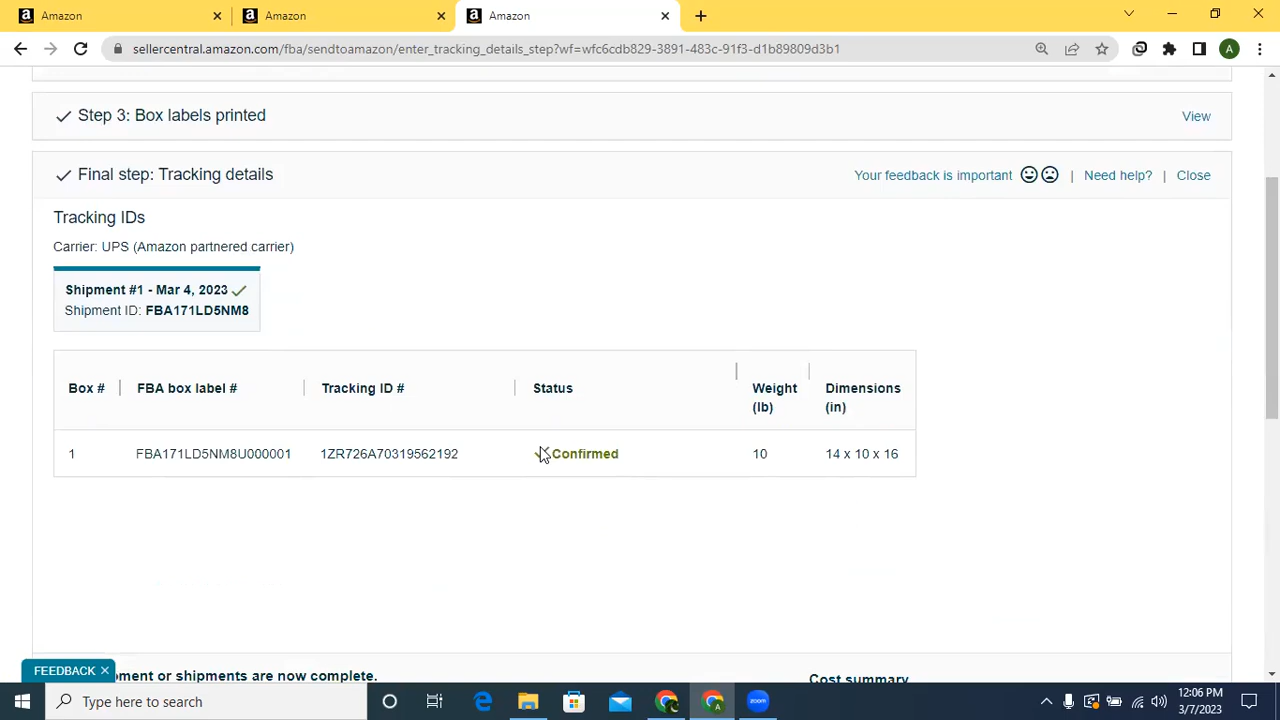 Amazon
Amazon
Amazon
sellercentral.amazon.com/fba/sendtoamazon/enter_tracking_details_step?wf=wfc6cdb829-3891-483c-91f3-d1b89809d3b1
A
Step 3: Box labels printed
View
Final step: Tracking details
Your feedback is important
| Need help? | Close
Tracking IDs
Carrier: UPS (Amazon partnered carrier)
Shipment #1 - Mar 4, 2023
Shipment ID: FBA171LD5NM8
Box # FBA box label # Tracking ID # Status Weight (lb) Dimensions (in)
1 FBA171LD5NM8U000001 1ZR726A70319562192 Confirmed 10 14 x 10 x 16
FEEDBACK
ment or shipments are now complete.
Cost summary
Type here to search
zoom
12:06 PM
3/7/2023